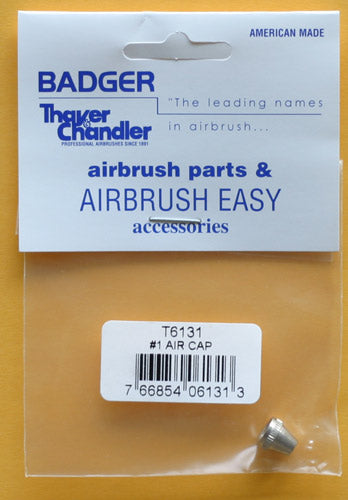 AMERICAN MADE
BADGER
Thayer
& Chandler
PROFESSIONAL AIRBRUSHES SINCE 1891
"The leading names
in airbrush...
airbrush parts &
AIRBRUSH EASY
accessories
T6131
#1 AIR CAP
7 66854 06131 3